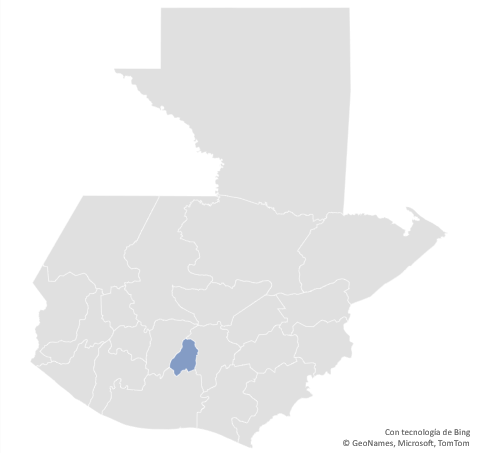 Con tecnología de Bing
© GeoNames, Microsoft, TomTom